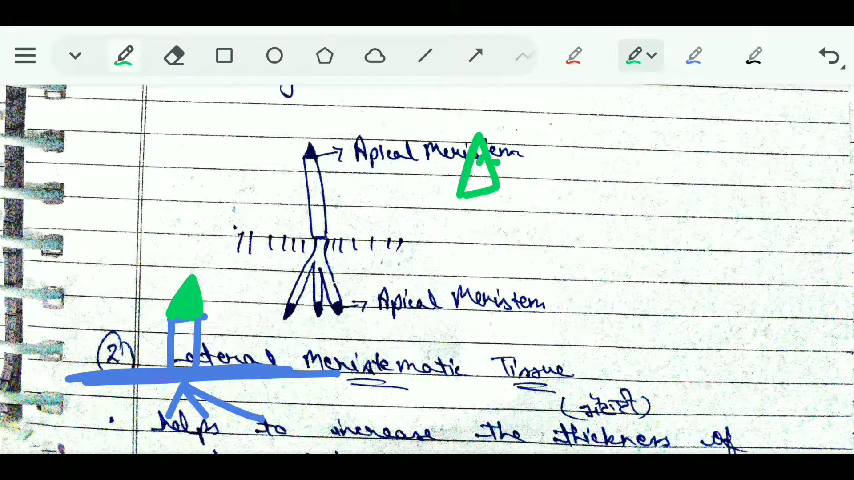 → Apical Meristem
→ Apical Meristem
(2) Lateral Meristematic Tissue
(मोटाई)
• helps to increase the thickness of